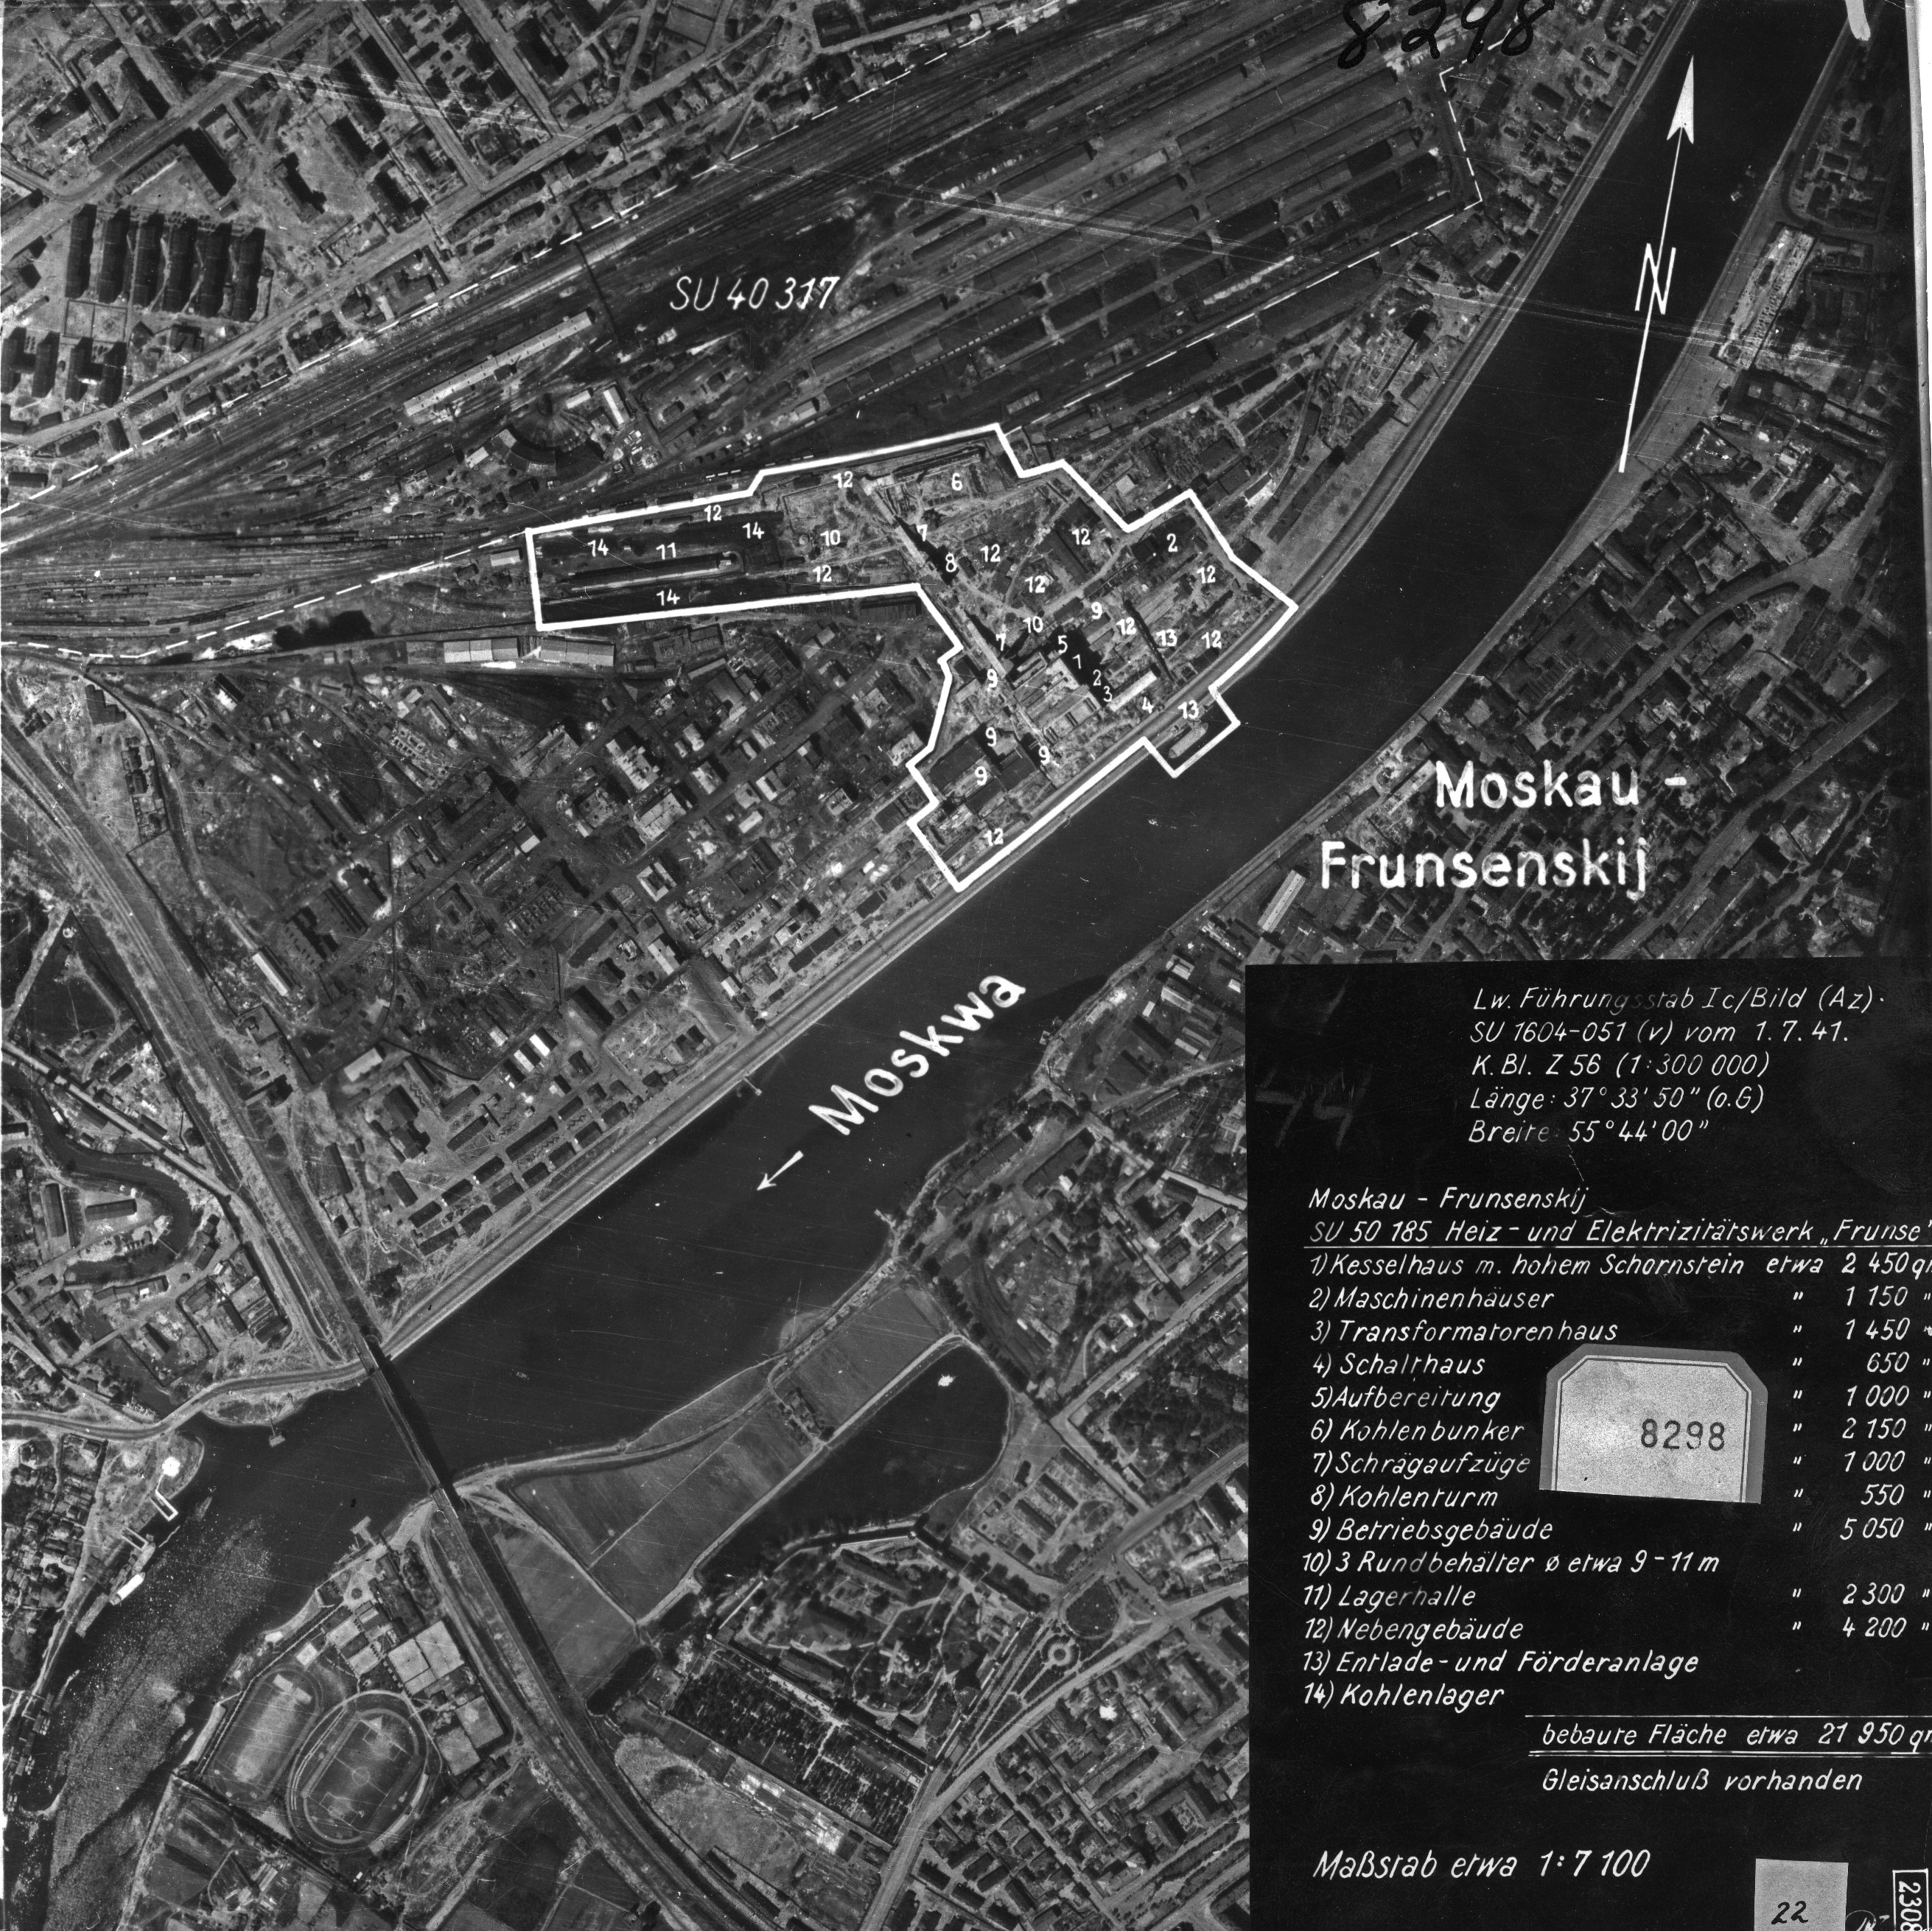 8298
N
SU 40 317
12
6
12
14
7
14
11
10
12
8
12
2
12
14
12
12
9
10
12
13
12
7
5
1
9
2
3
4
13
9
9
9
12
Moskau -
Frunsenskij
Moskwa
Lw. Führungsstab Ic/Bild (Az).
SU 1604-051 (v) vom 1.7.41.
K. Bl. Z 56 (1:300 000)
Länge: 37° 33' 50" (o.G)
Breite: 55° 44' 00"
Moskau - Frunsenskij
SU 50 185 Heiz- und Elektrizitätswerk „Frunse
1) Kesselhaus m. hohem Schornstein etwa 2 450 q
2) Maschinenhäuser " 1 150 "
3) Transformatorenhaus " 1 450 "
4) Schalthaus " 650 "
5) Aufbereitung " 1 000 "
6) Kohlenbunker " 2 150 "
7) Schrägaufzüge " 1 000 "
8) Kohlenturm " 550 "
9) Betriebsgebäude " 5 050 "
10) 3 Rundbehälter ø etwa 9-11 m
11) Lagerhalle " 2 300 "
12) Nebengebäude " 4 200 "
13) Entlade- und Förderanlage
14) Kohlenlager
8298
bebaute Fläche etwa 21 950 q
Gleisanschluß vorhanden
Maßstab etwa 1:7 100
22
2308